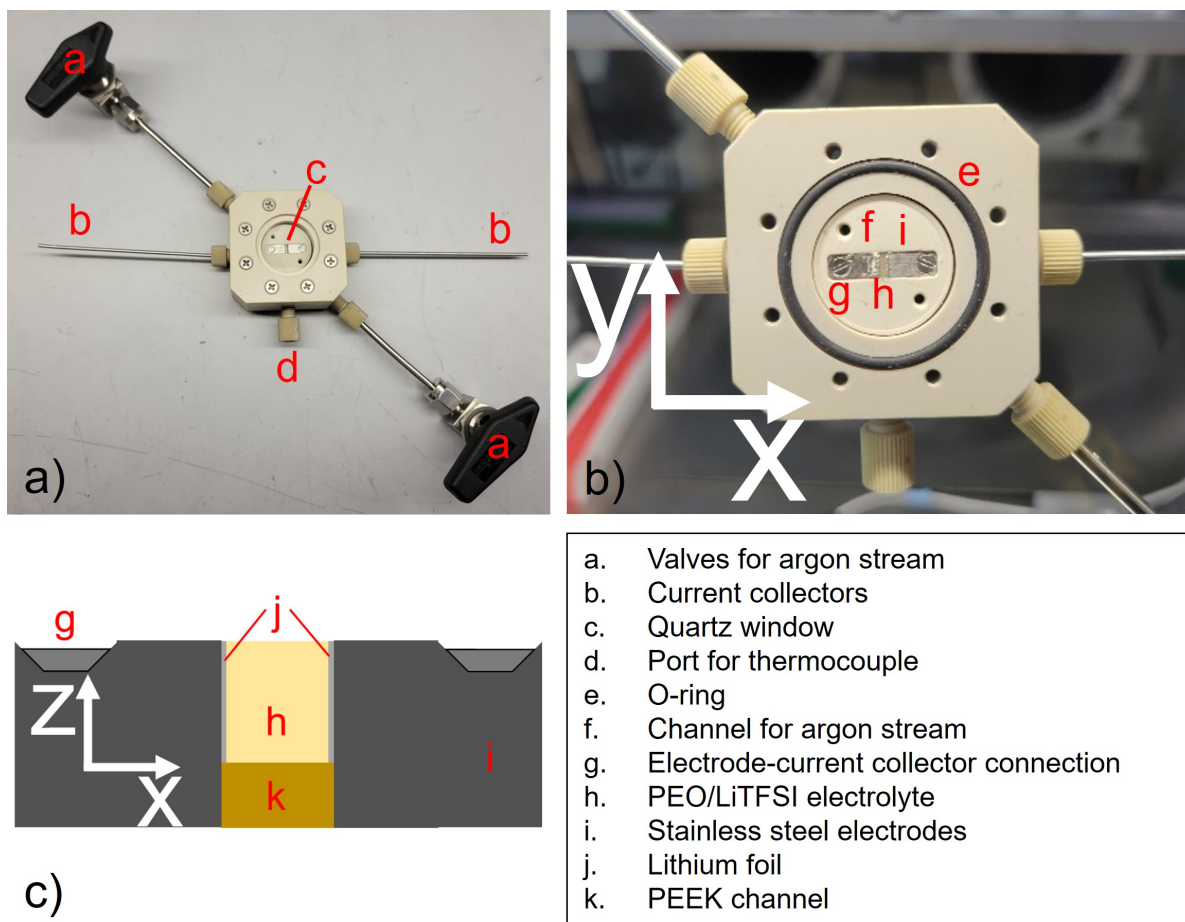 a
c
b
b
d
a
a)
e
f
i
g
h
y
x
b)
g
j
h
z
x
i
k
c)
a. Valves for argon stream
b. Current collectors
c. Quartz window
d. Port for thermocouple
e. O-ring
f. Channel for argon stream
g. Electrode-current collector connection
h. PEO/LiTFSI electrolyte
i. Stainless steel electrodes
j. Lithium foil
k. PEEK channel